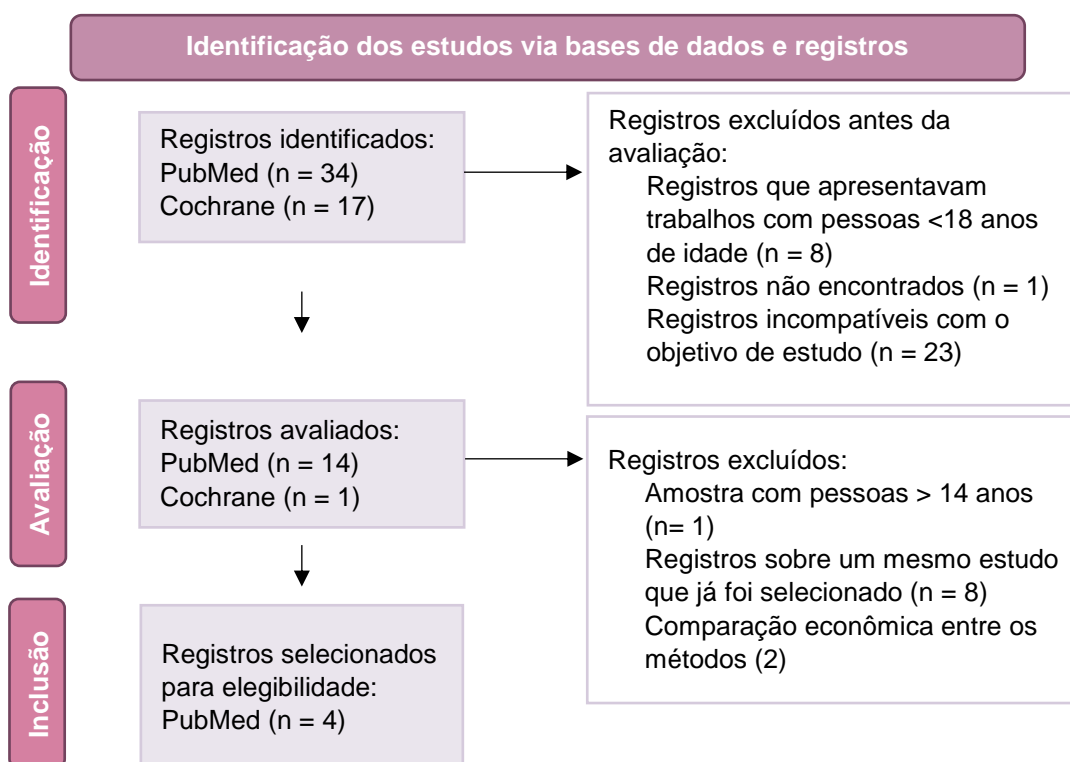 Identificação dos estudos via bases de dados e registros
Identificação
Registros identificados:
PubMed (n = 34)
Cochrane (n = 17)
Registros excluídos antes da
avaliação:
Registros que apresentavam
trabalhos com pessoas <18 anos
de idade (n = 8)
Registros não encontrados (n = 1)
Registros incompatíveis com o
objetivo de estudo (n = 23)
Avaliação
Registros avaliados:
PubMed (n = 14)
Cochrane (n = 1)
Registros excluídos:
Amostra com pessoas > 14 anos
(n= 1)
Registros sobre um mesmo estudo
que já foi selecionado (n = 8)
Comparação econômica entre os
métodos (2)
Inclusão
Registros selecionados
para elegibilidade:
PubMed (n = 4)